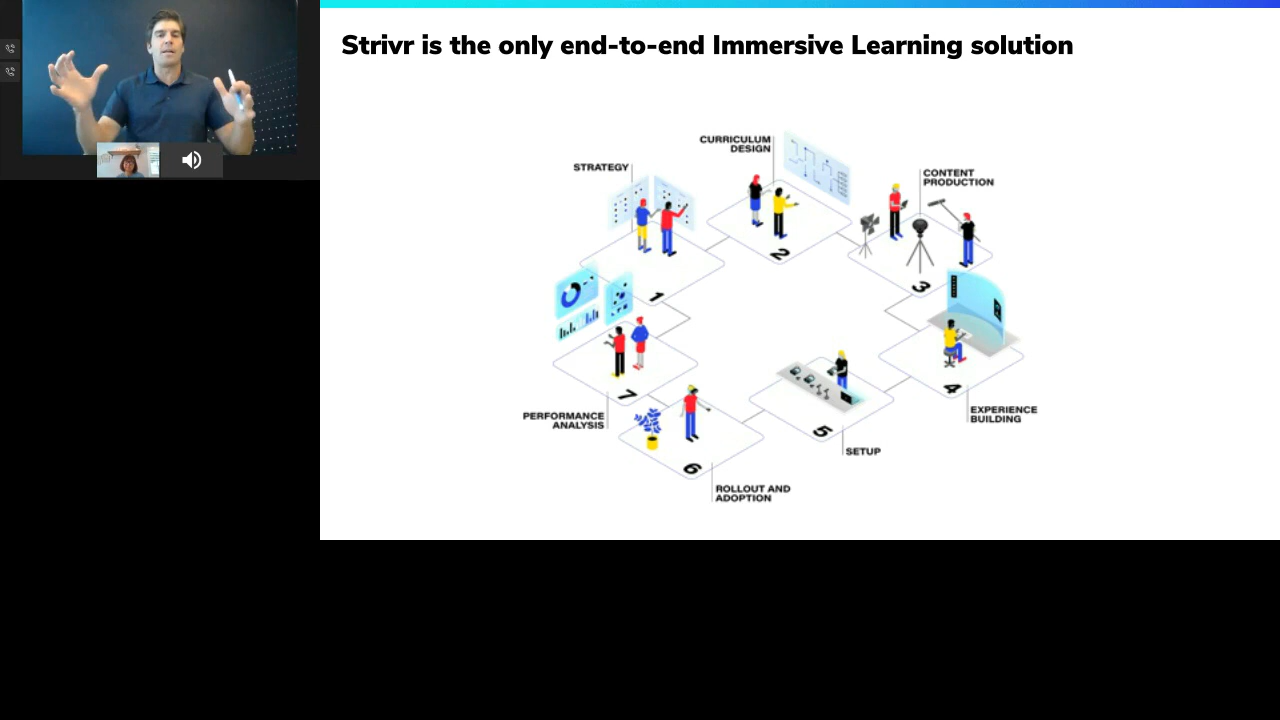 Strivr is the only end-to-end Immersive Learning solution
STRATEGY
1
CURRICULUM
DESIGN
2
CONTENT
PRODUCTION
3
4
EXPERIENCE
BUILDING
5
SETUP
6
ROLLOUT AND
ADOPTION
7
PERFORMANCE
ANALYSIS